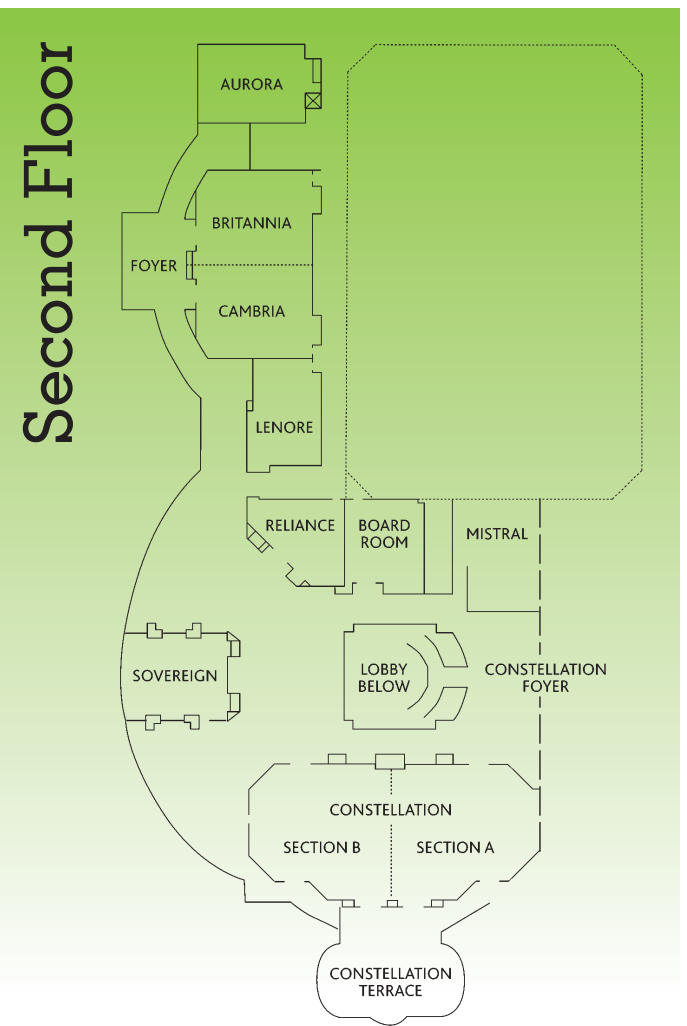 Second Floor
AURORA
BRITANNIA
FOYER
CAMBRIA
LENORE
RELIANCE
BOARD
ROOM
MISTRAL
SOVEREIGN
LOBBY
BELOW
CONSTELLATION
FOYER
CONSTELLATION
SECTION B
SECTION A
CONSTELLATION
TERRACE